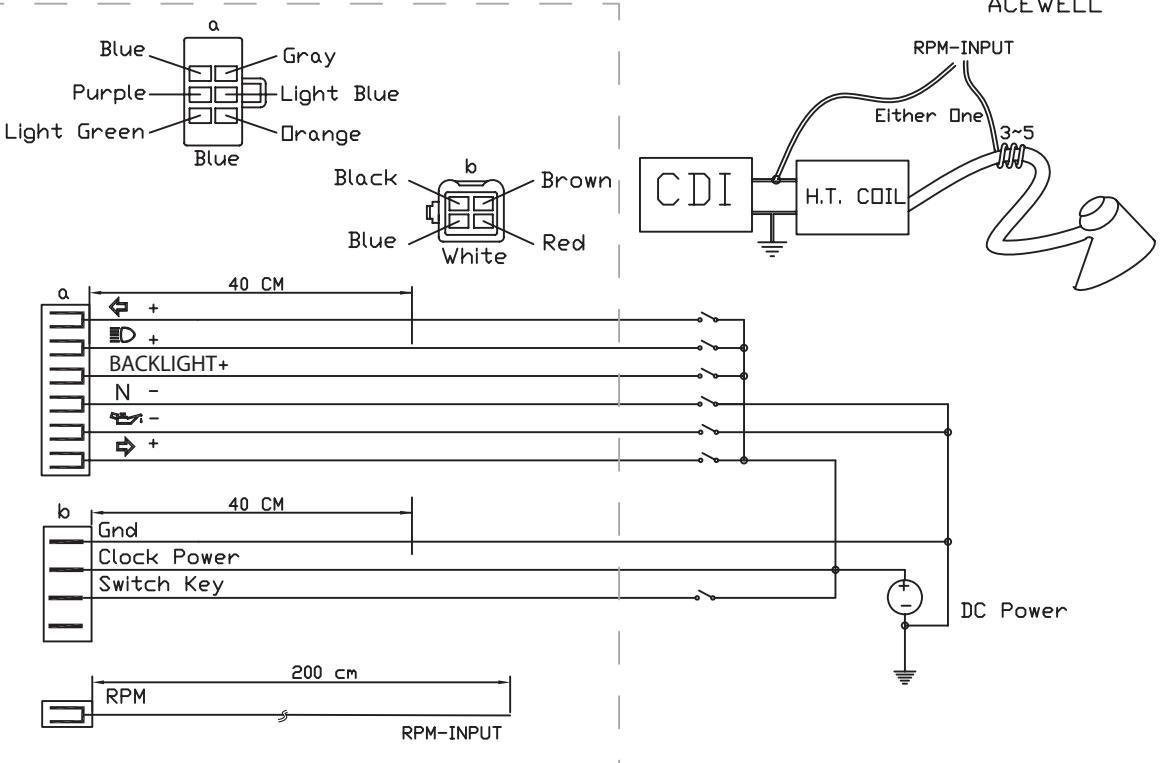 ACEWELL
a
Blue Gray
Purple Light Blue
Light Green Orange
Blue
b
Black Brown
Blue Red
White
RPM-INPUT
Either One
3~5
CDI
H.T. COIL
a
40 CM
+
+
BACKLIGHT+
N -
-
+
b
40 CM
Gnd
Clock Power
Switch Key
+
-
DC Power
200 cm
RPM
RPM-INPUT